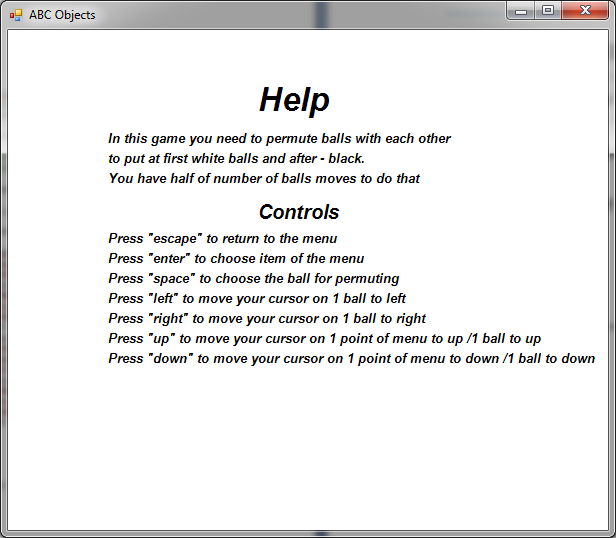 ABC Objects
Help
In this game you need to permute balls with each other
to put at first white balls and after - black.
You have half of number of balls moves to do that
Controls
Press "escape" to return to the menu
Press "enter" to choose item of the menu
Press "space" to choose the ball for permuting
Press "left" to move your cursor on 1 ball to left
Press "right" to move your cursor on 1 ball to right
Press "up" to move your cursor on 1 point of menu to up /1 ball to up
Press "down" to move your cursor on 1 point of menu to down /1 ball to down